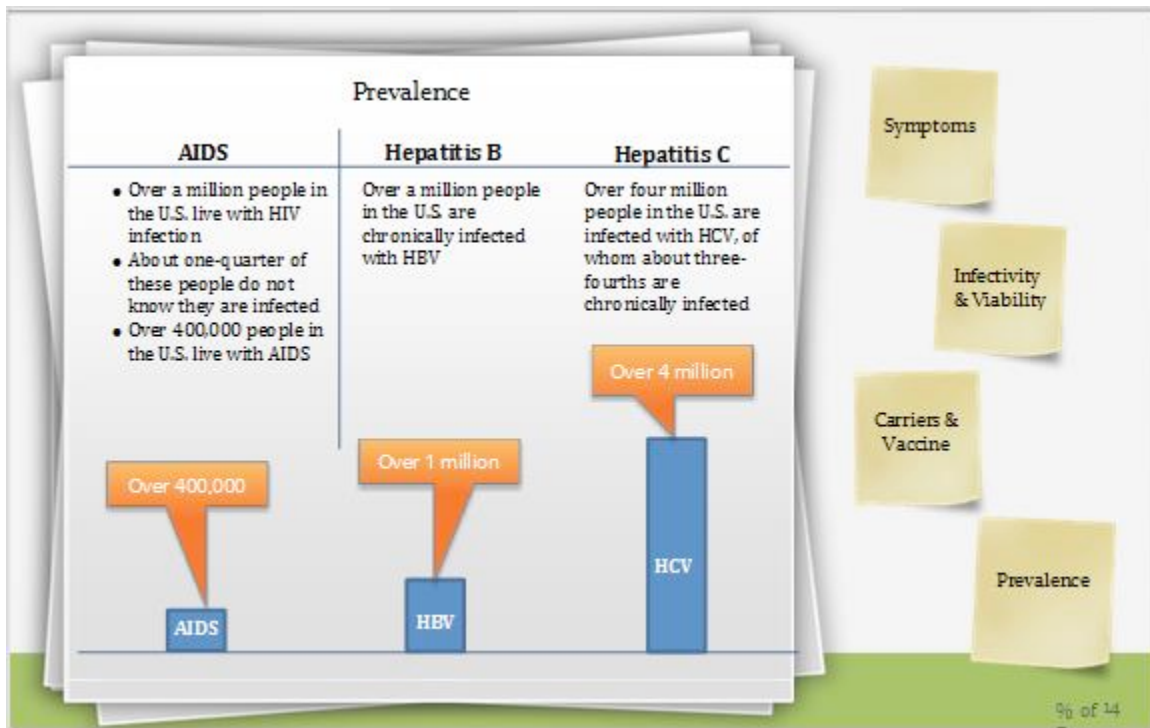 Prevalence
AIDS
● Over a million people in
the U.S. live with HIV
infection
● About one-quarter of
these people do not
know they are infected
● Over 400,000 people in
the U.S. live with AIDS
Hepatitis B
Over a million people
in the U.S. are
chronically infected
with HBV
Hepatitis C
Over four million
people in the U.S. are
infected with HCV, of
whom about three-
fourths are
chronically infected
Over 400,000
AIDS
Over 1 million
HBV
Over 4 million
HCV
Symptoms
Infectivity
& Viability
Carriers &
Vaccine
Prevalence
% of 14